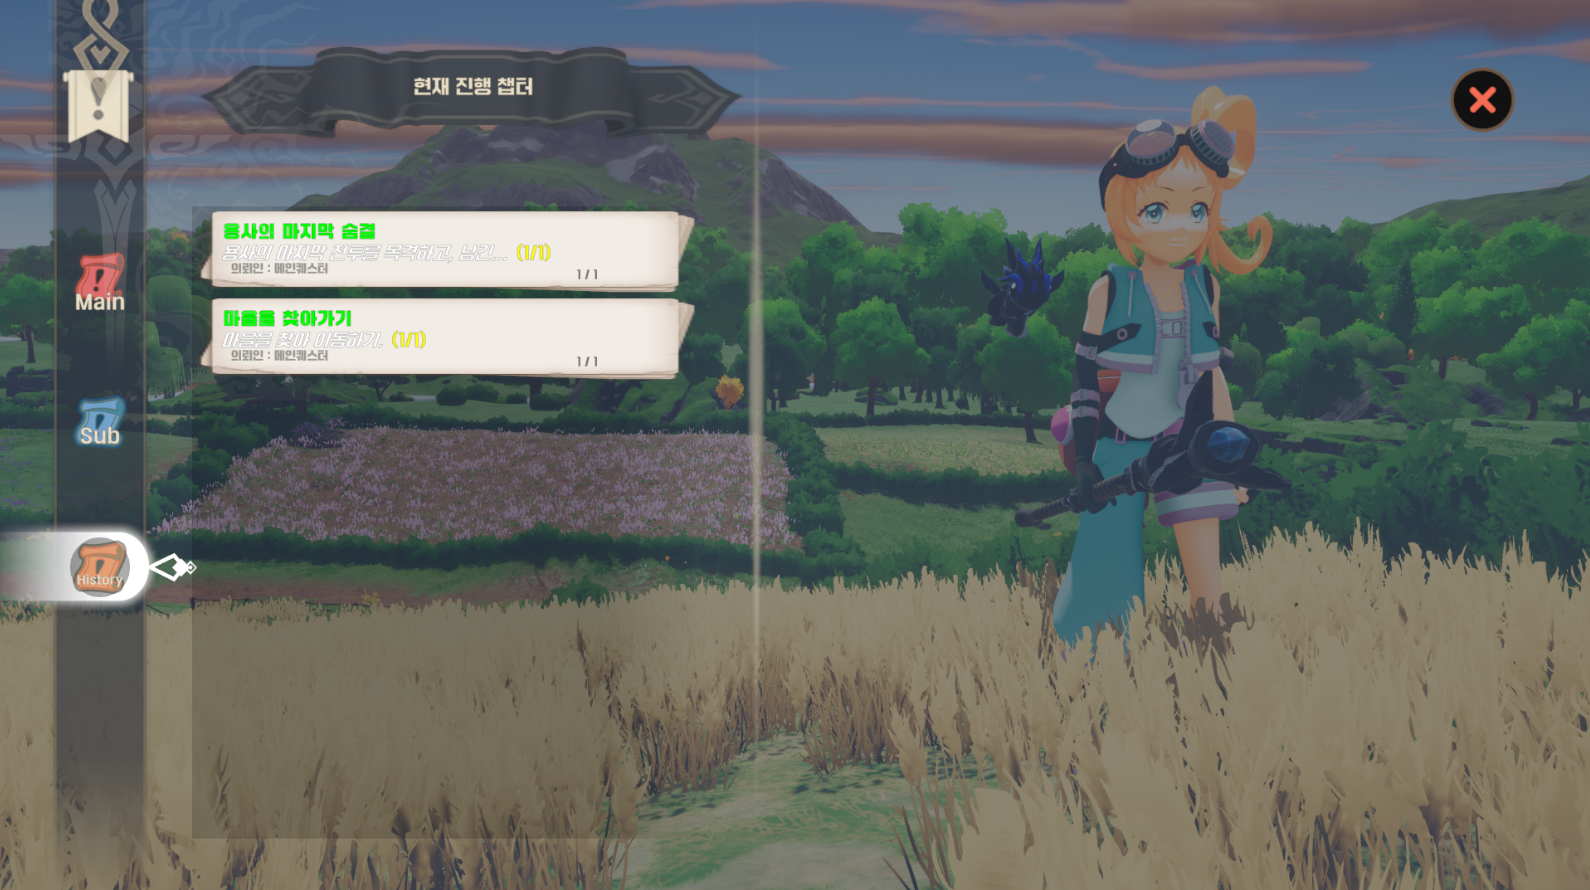 현재 진행 챕터
용사의 마지막 숨결
용사의 마지막 전투를 목격하고, 남긴... (1/1)
의뢰인 : 메인퀘스터
1 / 1
마을을 찾아가기
마을을 찾아 이동하기. (1/1)
의뢰인 : 메인퀘스터
1 / 1
Main
Sub
History